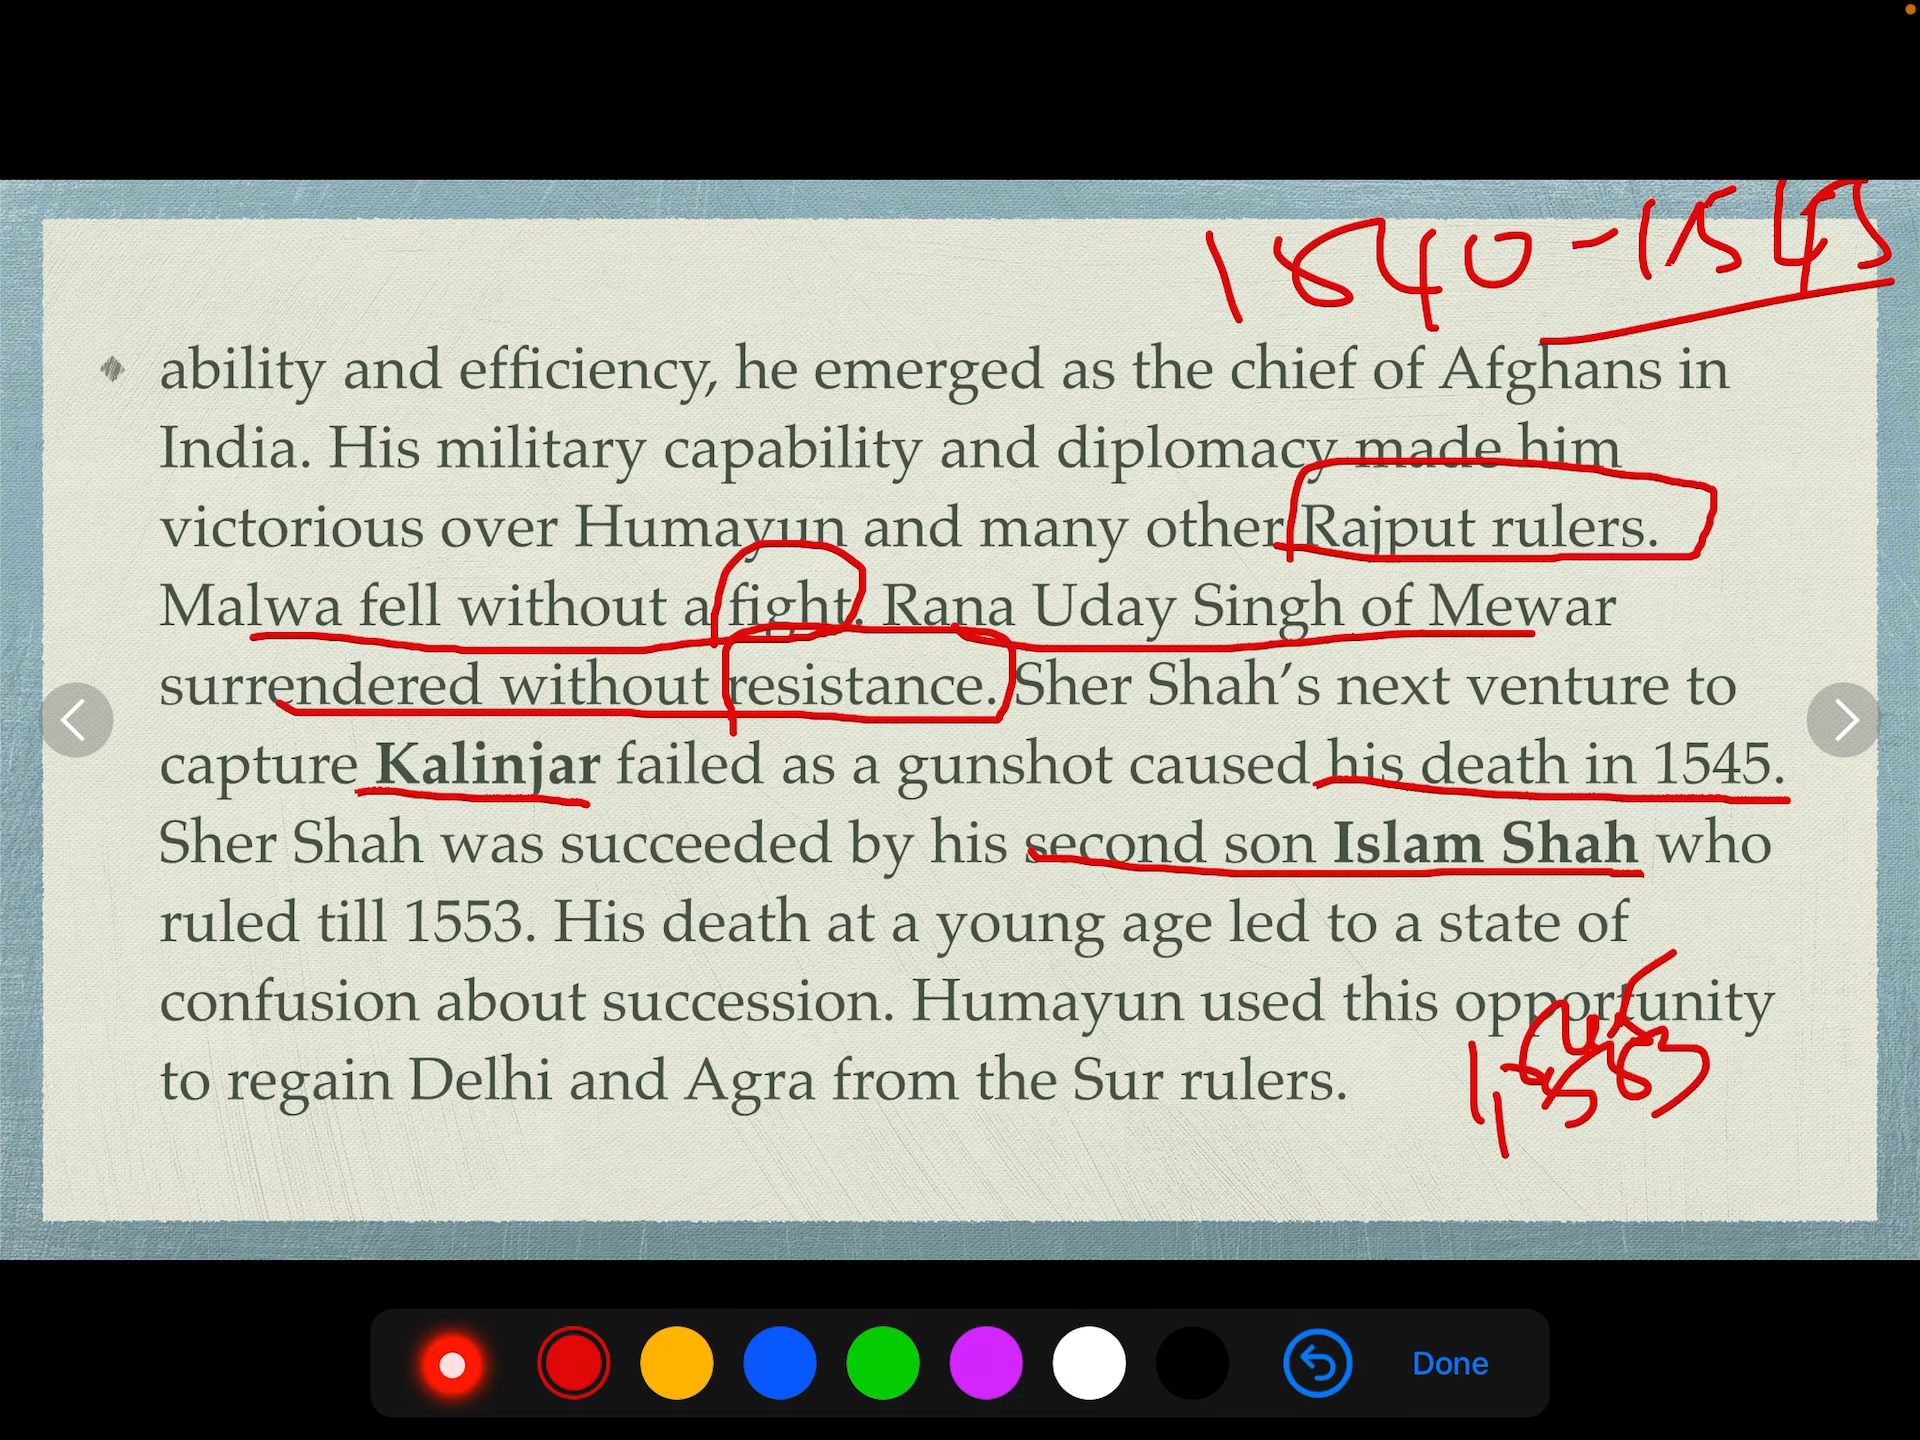 1540-1545
ability and efficiency, he emerged as the chief of Afghans in
India. His military capability and diplomacy made him
victorious over Humayun and many other Rajput rulers.
Malwa fell without a fight. Rana Uday Singh of Mewar
surrendered without resistance. Sher Shah’s next venture to
capture Kalinjar failed as a gunshot caused his death in 1545.
Sher Shah was succeeded by his second son Islam Shah who
ruled till 1553. His death at a young age led to a state of
confusion about succession. Humayun used this opportunity
to regain Delhi and Agra from the Sur rulers.
Done